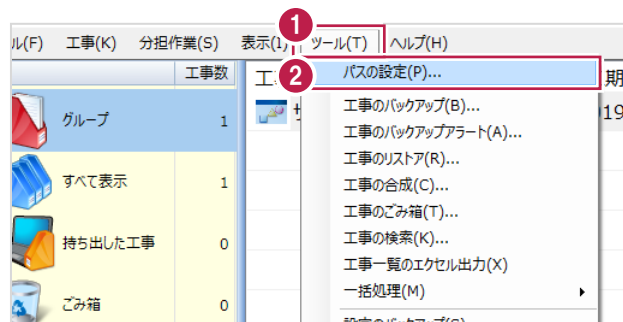 1
ル(F) 工事(K) 分担作業(S) 表示(I) ツール(T) ヘルプ(H)
工事数
2
パスの設定(P)...
期
グループ 1
019
工事のバックアップ(B)...
工事のバックアップアラート(A)...
工事のリストア(R)...
すべて表示 1
工事の合成(C)...
工事のごみ箱(T)...
持ち出した工事 0
工事の検索(K)...
工事一覧のエクセル出力(X)
一括処理(M)
ごみ箱 0